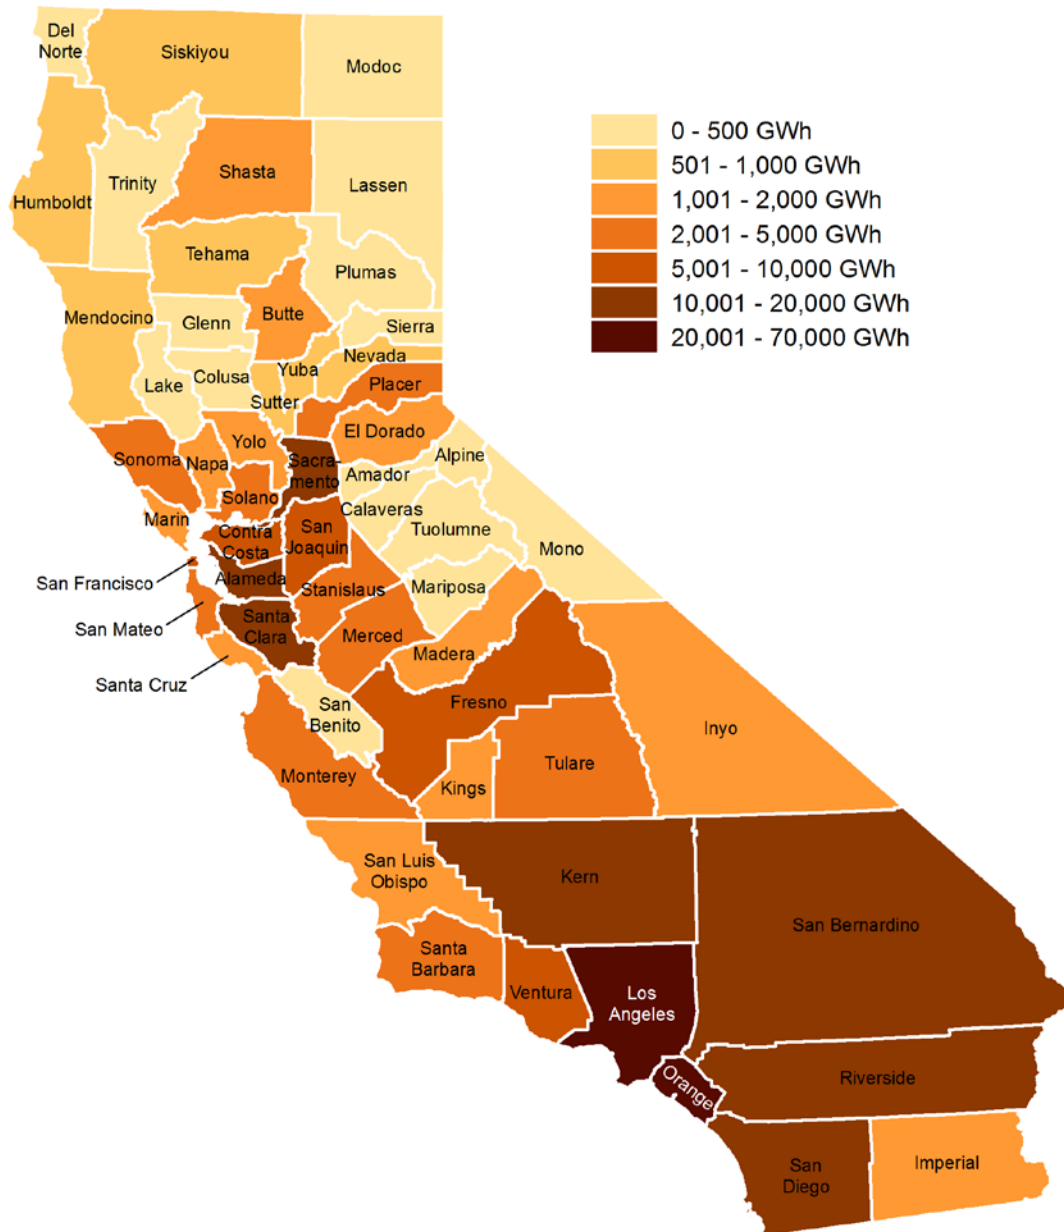 Del
Norte
Siskiyou
Modoc
0 - 500 GWh
501 - 1,000 GWh
1,001 - 2,000 GWh
2,001 - 5,000 GWh
5,001 - 10,000 GWh
10,001 - 20,000 GWh
20,001 - 70,000 GWh
Humboldt
Trinity
Shasta
Lassen
Tehama
Plumas
Mendocino
Glenn
Butte
Sierra
Lake
Colusa
Yuba
Nevada
Sutter
Placer
Sonoma
Napa
Yolo
Sacra-
mento
El Dorado
Alpine
Amador
Solano
Calaveras
Marin
Contra
Costa
San
Joaquin
Tuolumne
Mono
San Francisco
Alameda
Stanislaus
Mariposa
San Mateo
Santa
Clara
Merced
Madera
Santa Cruz
San
Benito
Fresno
Inyo
Monterey
Kings
Tulare
San Luis
Obispo
Kern
San Bernardino
Santa
Barbara
Ventura
Los
Angeles
Orange
Riverside
San
Diego
Imperial